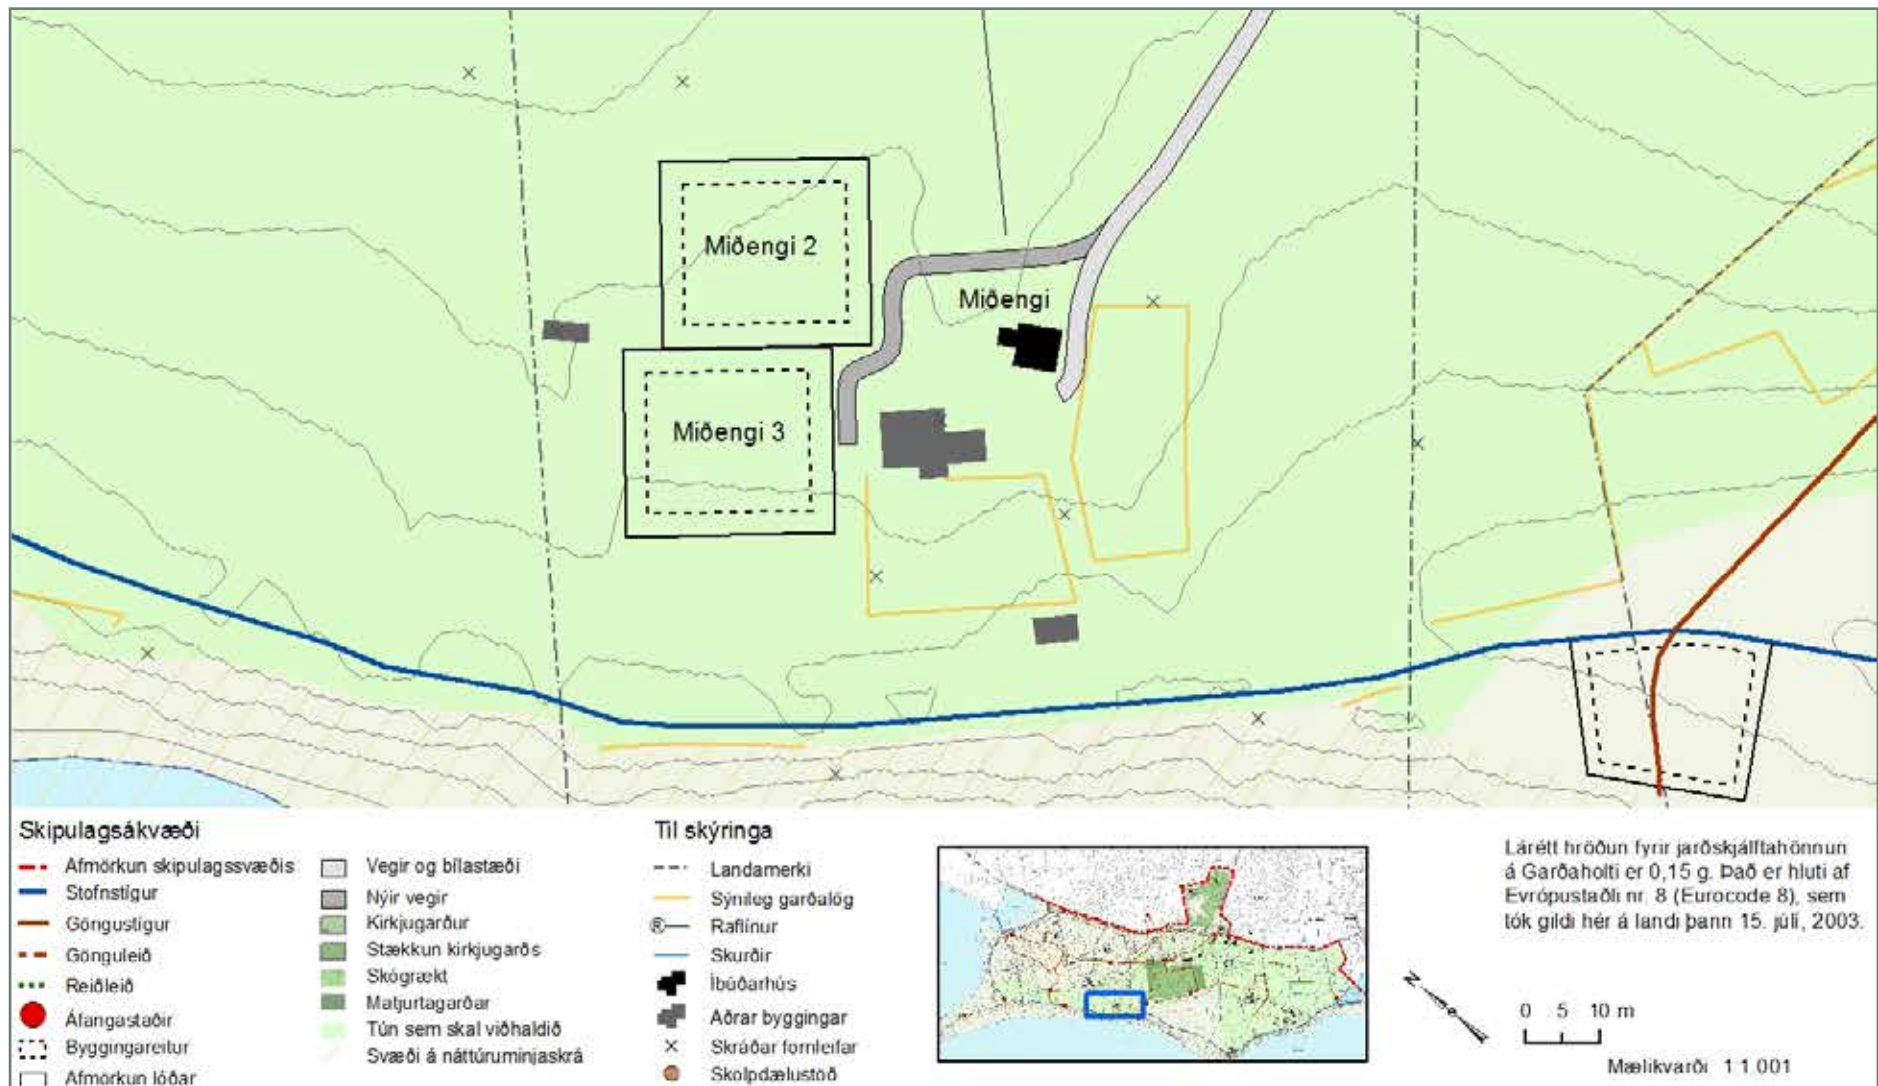 Miðengi 2
Miðengi
Miðengi 3
Skipulagsákvæði
Afmörkun skipulagssvæðis
Stofnstígur
Göngustígur
Gönguleið
Reiðleið
Áfangastaðir
Byggingareitur
Afmörkun lóðar
Vegir og bílastæði
Nýir vegir
Kirkjugarður
Stækkun kirkjugarðs
Skógrækt
Matjurtagarðar
Tún sem skal viðhaldið
Svæði á náttúruminjaskrá
Til skýringa
Landamerki
Sýnileg garðalög
Raflínur
Skurðir
Íbúðarhús
Aðrar byggingar
Skráðar fornleifar
Skolpdælustöð
Lárétt hröðun fyrir jarðskjálftahönnun
á Garðaholti er 0,15 g. Það er hluti af
Evrópustaðli nr. 8 (Eurocode 8), sem
tók gildi hér á landi þann 15. júlí, 2003.
N
0 5 10 m
Mælikvarði 1 1.001